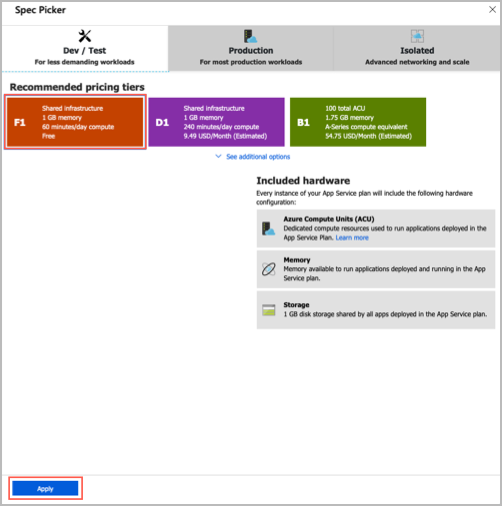 Spec Picker
Dev / Test
For less demanding workloads
Production
For most production workloads
Isolated
Advanced networking and scale
Recommended pricing tiers
F1
Shared infrastructure
1 GB memory
60 minutes/day compute
Free
D1
Shared infrastructure
1 GB memory
240 minutes/day compute
9.49 USD/Month (Estimated)
B1
100 total ACU
1.75 GB memory
A-Series compute equivalent
54.75 USD/Month (Estimated)
See additional options
Included hardware
Every instance of your App Service plan will include the following hardware
configuration:
Azure Compute Units (ACU)
Dedicated compute resources used to run applications deployed in the
App Service Plan. Learn more
Memory
Memory available to run applications deployed and running in the App
Service plan.
Storage
1 GB disk storage shared by all apps deployed in the App Service plan.
Apply